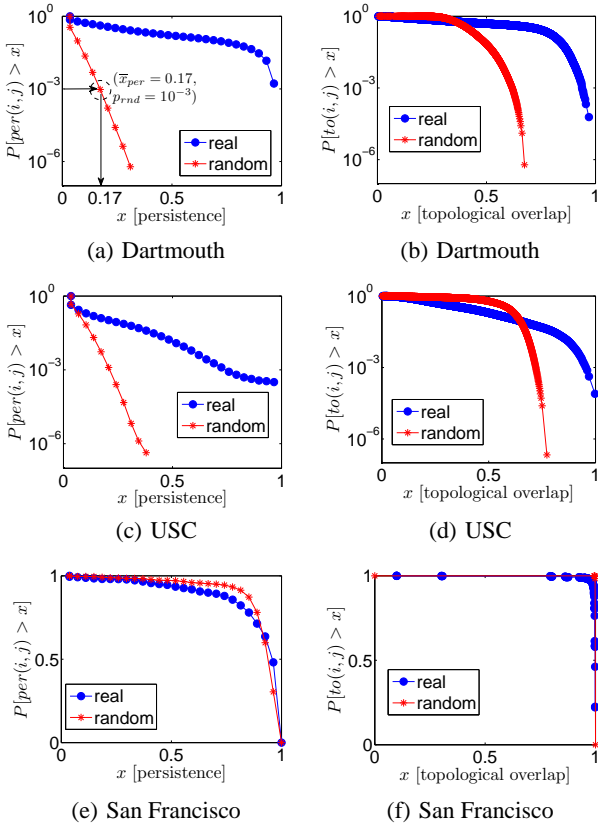 10^0
10^-3
10^-6
P[per(i, j) > x]
(x̄_per = 0.17,
p_rnd = 10^-3)
real
random
0 0.17 0.5 1
x [persistence]
(a) Dartmouth
10^0
10^-3
10^-6
P[to(i, j) > x]
real
random
0 0.5 1
x [topological overlap]
(b) Dartmouth
10^0
10^-3
10^-6
P[per(i, j) > x]
real
random
0 0.5 1
x [persistence]
(c) USC
10^0
10^-3
10^-6
P[to(i, j) > x]
real
random
0 0.5 1
x [topological overlap]
(d) USC
1
0.5
0
P[per(i, j) > x]
real
random
0 0.5 1
x [persistence]
(e) San Francisco
1
0.5
0
P[to(i, j) > x]
real
random
0 0.5 1
x [topological overlap]
(f) San Francisco